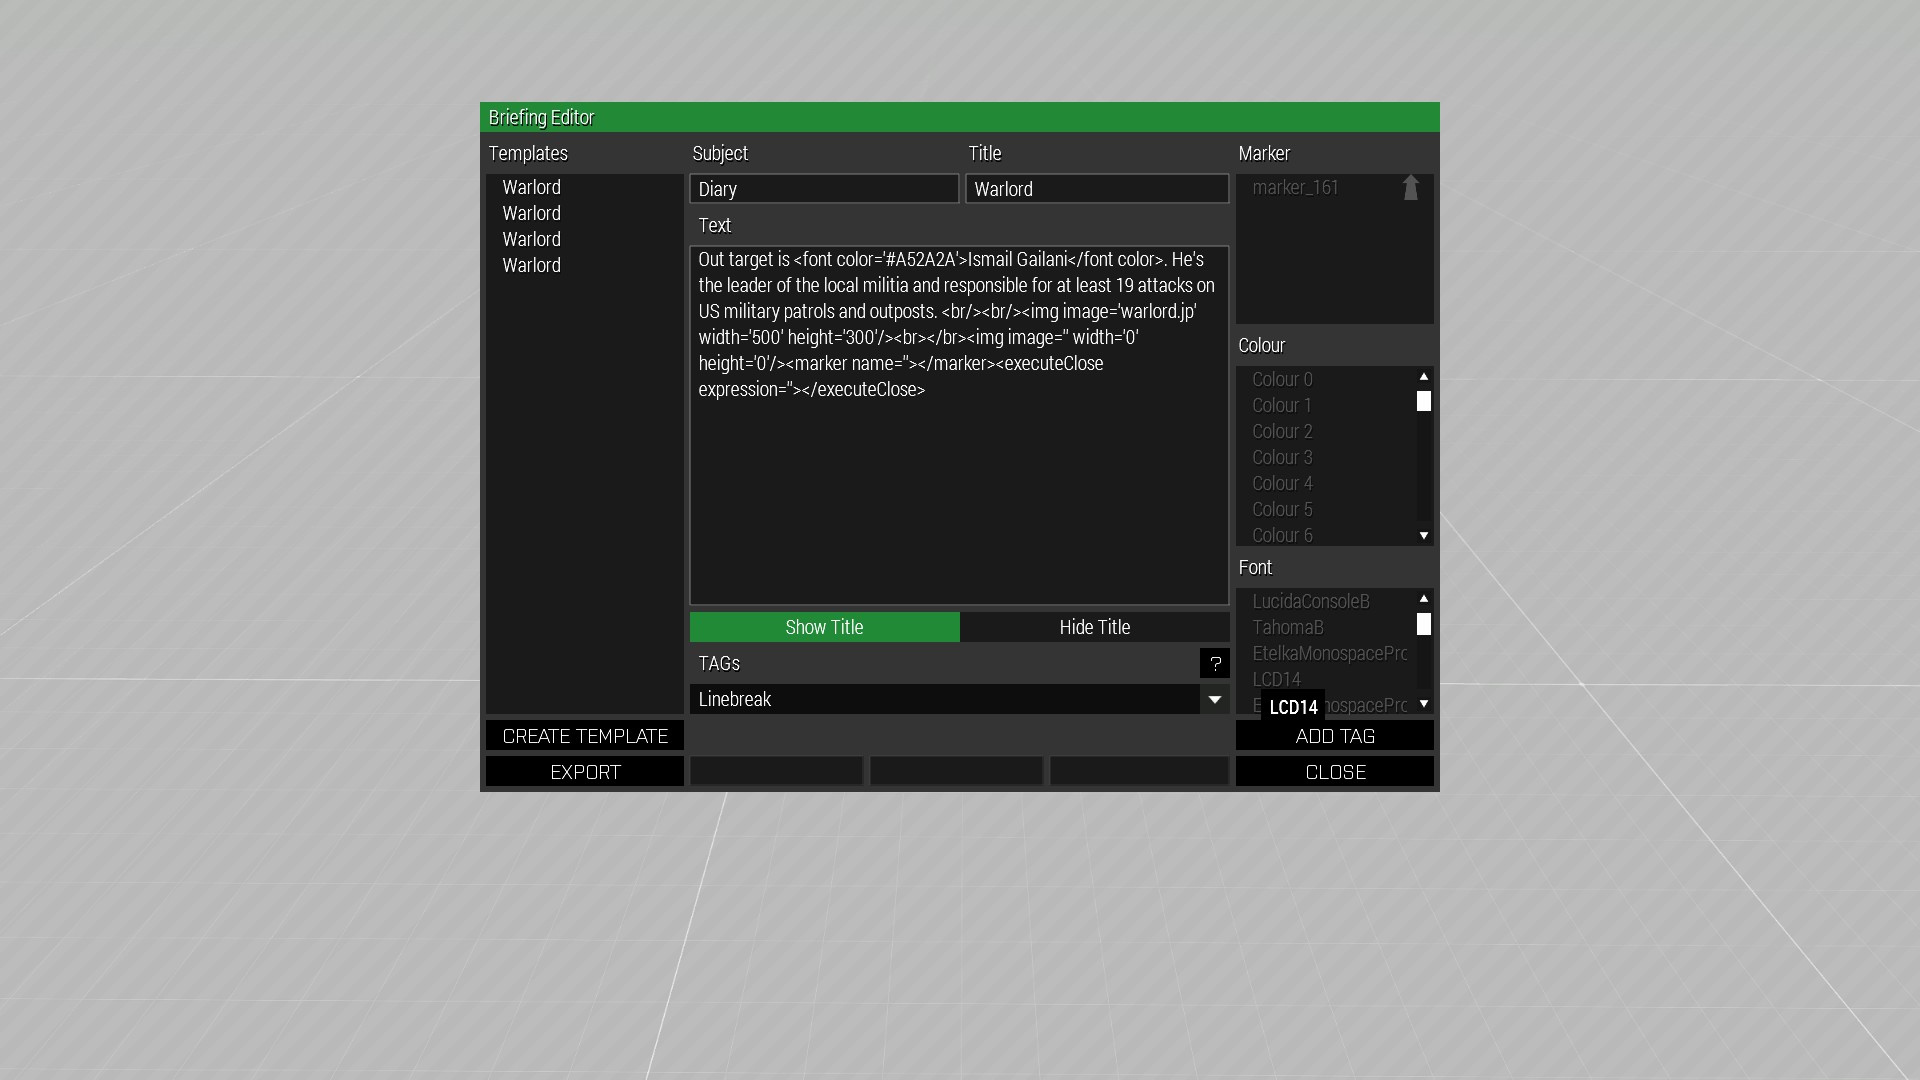 Briefing Editor
Templates
Warlord
Warlord
Warlord
Warlord
Subject
Diary
Title
Warlord
Text
Out target is <font color='#A52A2A'>Ismail Gailani</font color>. He's
the leader of the local militia and responsible for at least 19 attacks on
US military patrols and outposts. <br/><br/><img image='warlord.jp'
width='500' height='300'/><br></br><img image='' width='0'
height='0'/><marker name=''></marker><executeClose
expression=''></executeClose>
Show Title
Hide Title
TAGs
?
Linebreak
Marker
marker_161
Colour
Colour 0
Colour 1
Colour 2
Colour 3
Colour 4
Colour 5
Colour 6
Font
LucidaConsoleB
TahomaB
EtelkaMonospacePro
LCD14
LCD14
CREATE TEMPLATE
ADD TAG
EXPORT
CLOSE